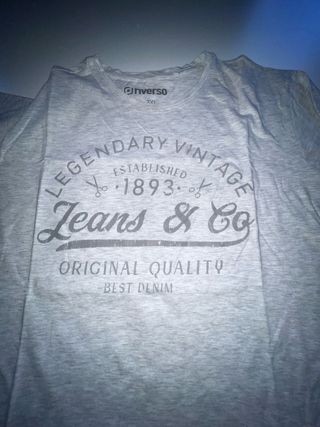 riverso
LEGENDARY VINTAGE
ESTABLISHED
·1893·
Jeans & Co
ORIGINAL QUALITY
BEST DENIM